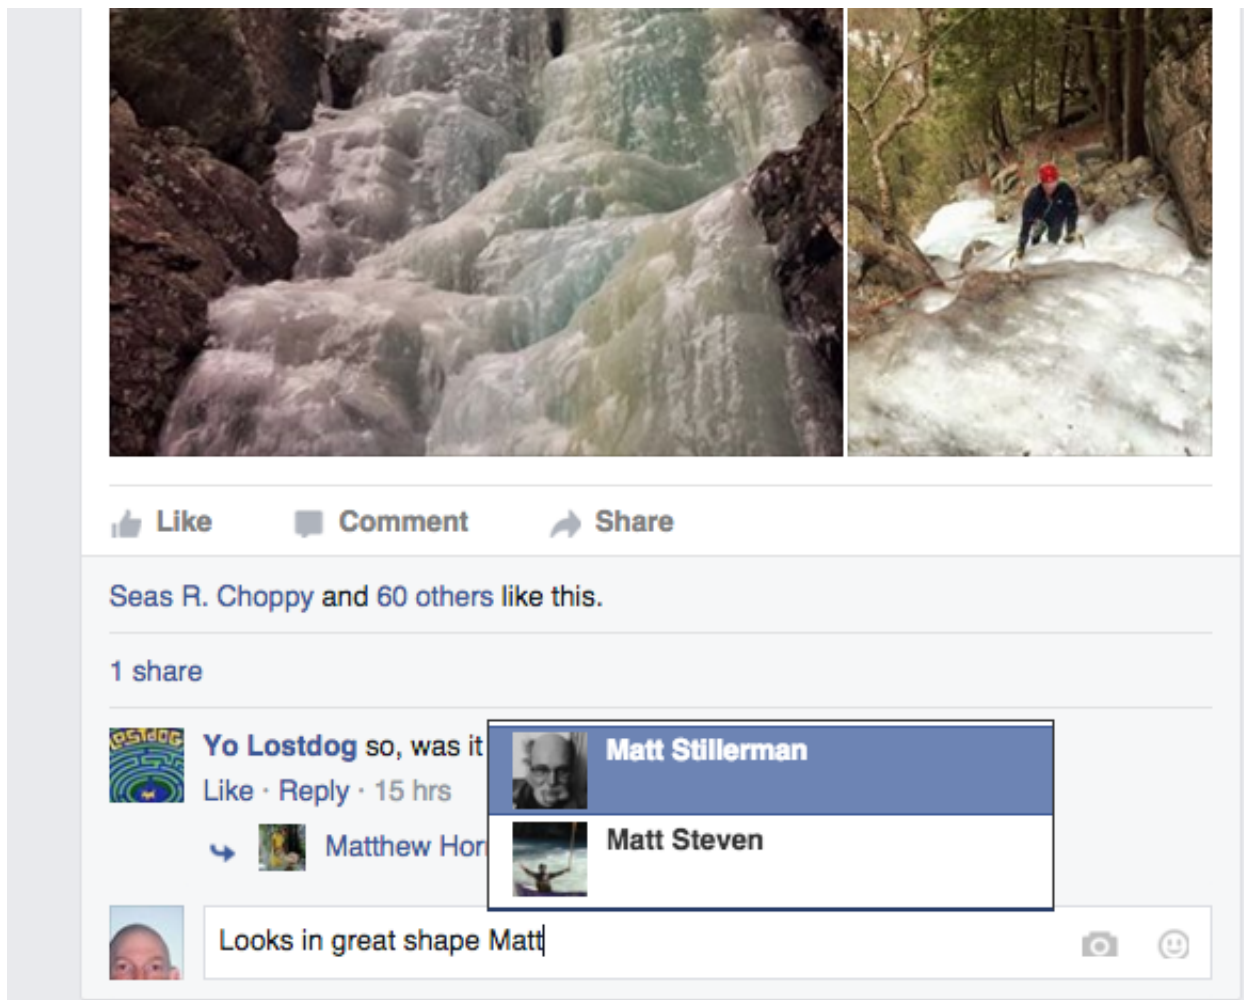 Like Comment Share
Seas R. Choppy and 60 others like this.
1 share
LOSTDOG
Yo Lostdog so, was it
Like · Reply · 15 hrs
Matthew Hor
Matt Stillerman
Matt Steven
Looks in great shape Matt